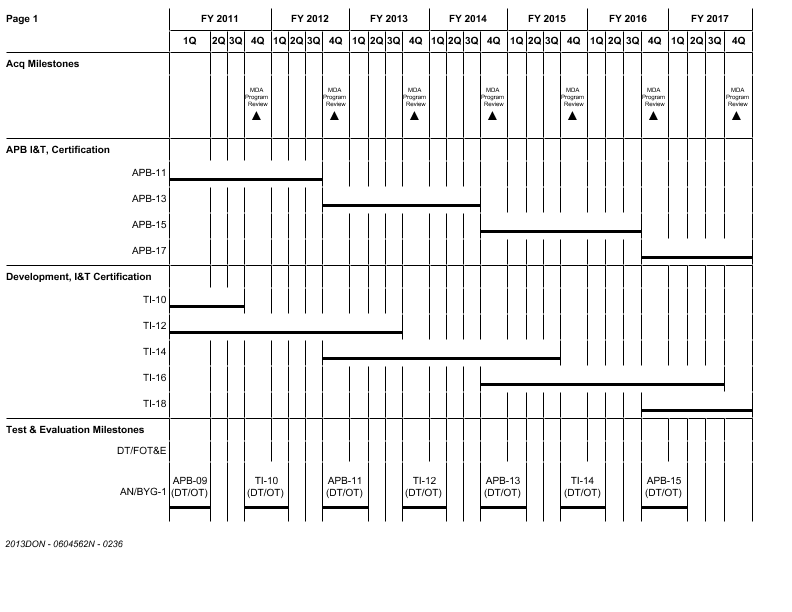 Page 1
FY 2011 FY 2012 FY 2013 FY 2014 FY 2015 FY 2016 FY 2017
1Q 2Q 3Q 4Q 1Q 2Q 3Q 4Q 1Q 2Q 3Q 4Q 1Q 2Q 3Q 4Q 1Q 2Q 3Q 4Q 1Q 2Q 3Q 4Q 1Q 2Q 3Q 4Q
Acq Milestones
MDA MDA MDA MDA MDA MDA MDA
Program Program Program Program Program Program Program
Review Review Review Review Review Review Review
APB I&T, Certification
APB-11
APB-13
APB-15
APB-17
Development, I&T Certification
TI-10
TI-12
TI-14
TI-16
TI-18
Test & Evaluation Milestones
DT/FOT&E
AN/BYG-1
APB-09 TI-10 APB-11 TI-12 APB-13 TI-14 APB-15
(DT/OT) (DT/OT) (DT/OT) (DT/OT) (DT/OT) (DT/OT) (DT/OT)
2013DON - 0604562N - 0236